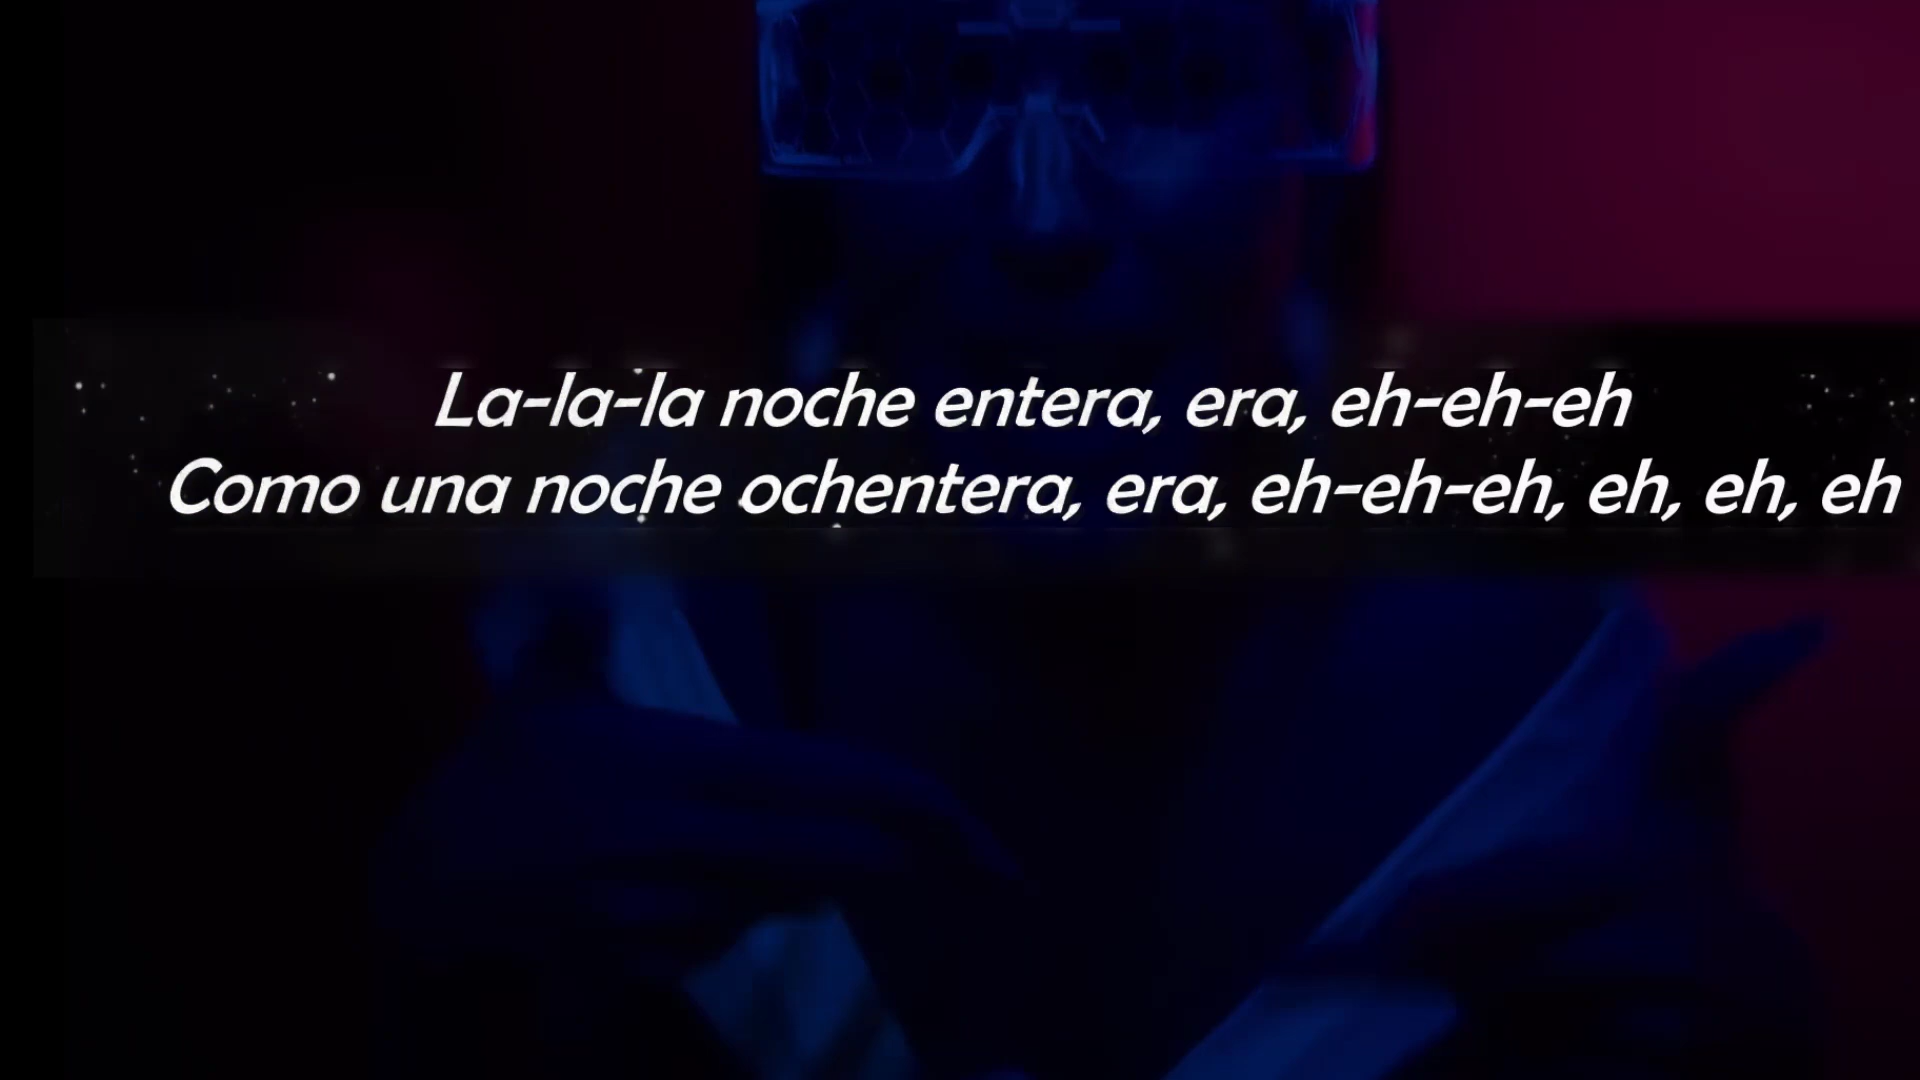 La-la-la noche entera, era, eh-eh-eh
Como una noche ochentera, era, eh-eh-eh, eh, eh, eh